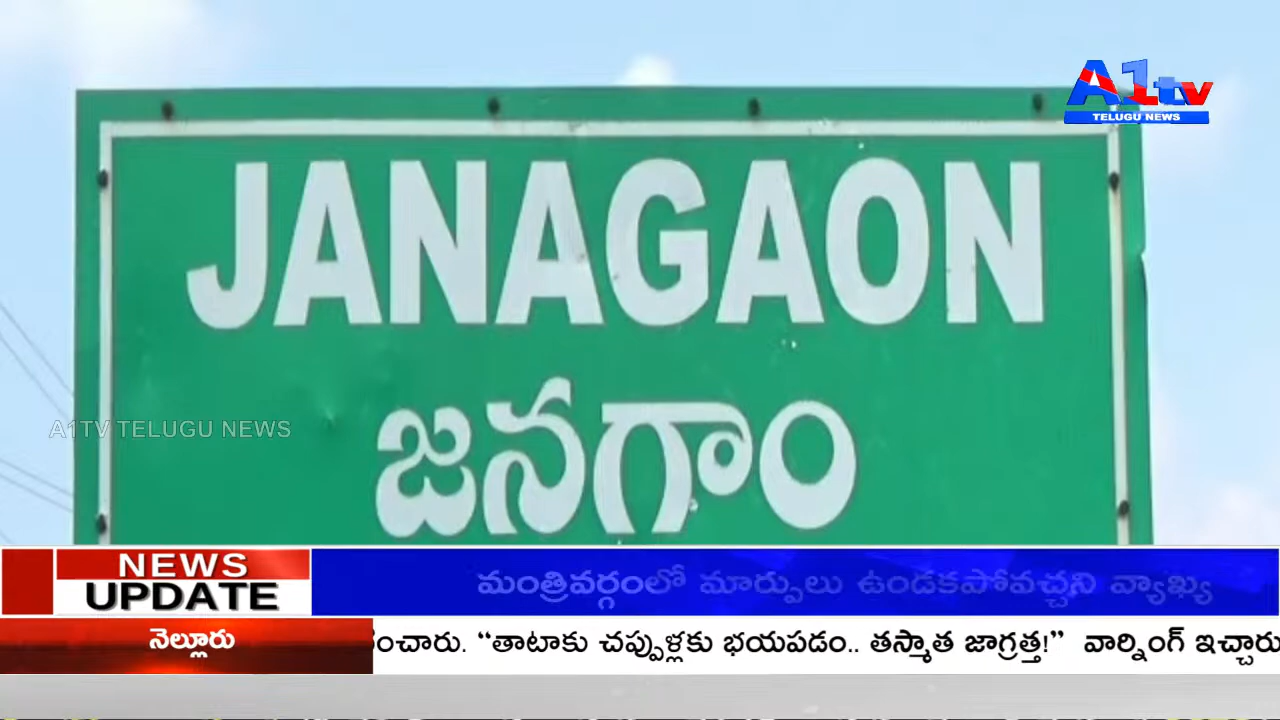 A1tv
TELUGU NEWS
JANAGAON
జనగాం
A1TV TELUGU NEWS
NEWS
UPDATE
మంత్రివర్గంలో మార్పులు ఉండకపోవచ్చని వ్యాఖ్య
నెల్లూరు
“తాటాకు చప్పుళ్లకు భయపడం.. తస్మాత జాగ్రత్త!” వార్నింగ్ ఇచ్చారు